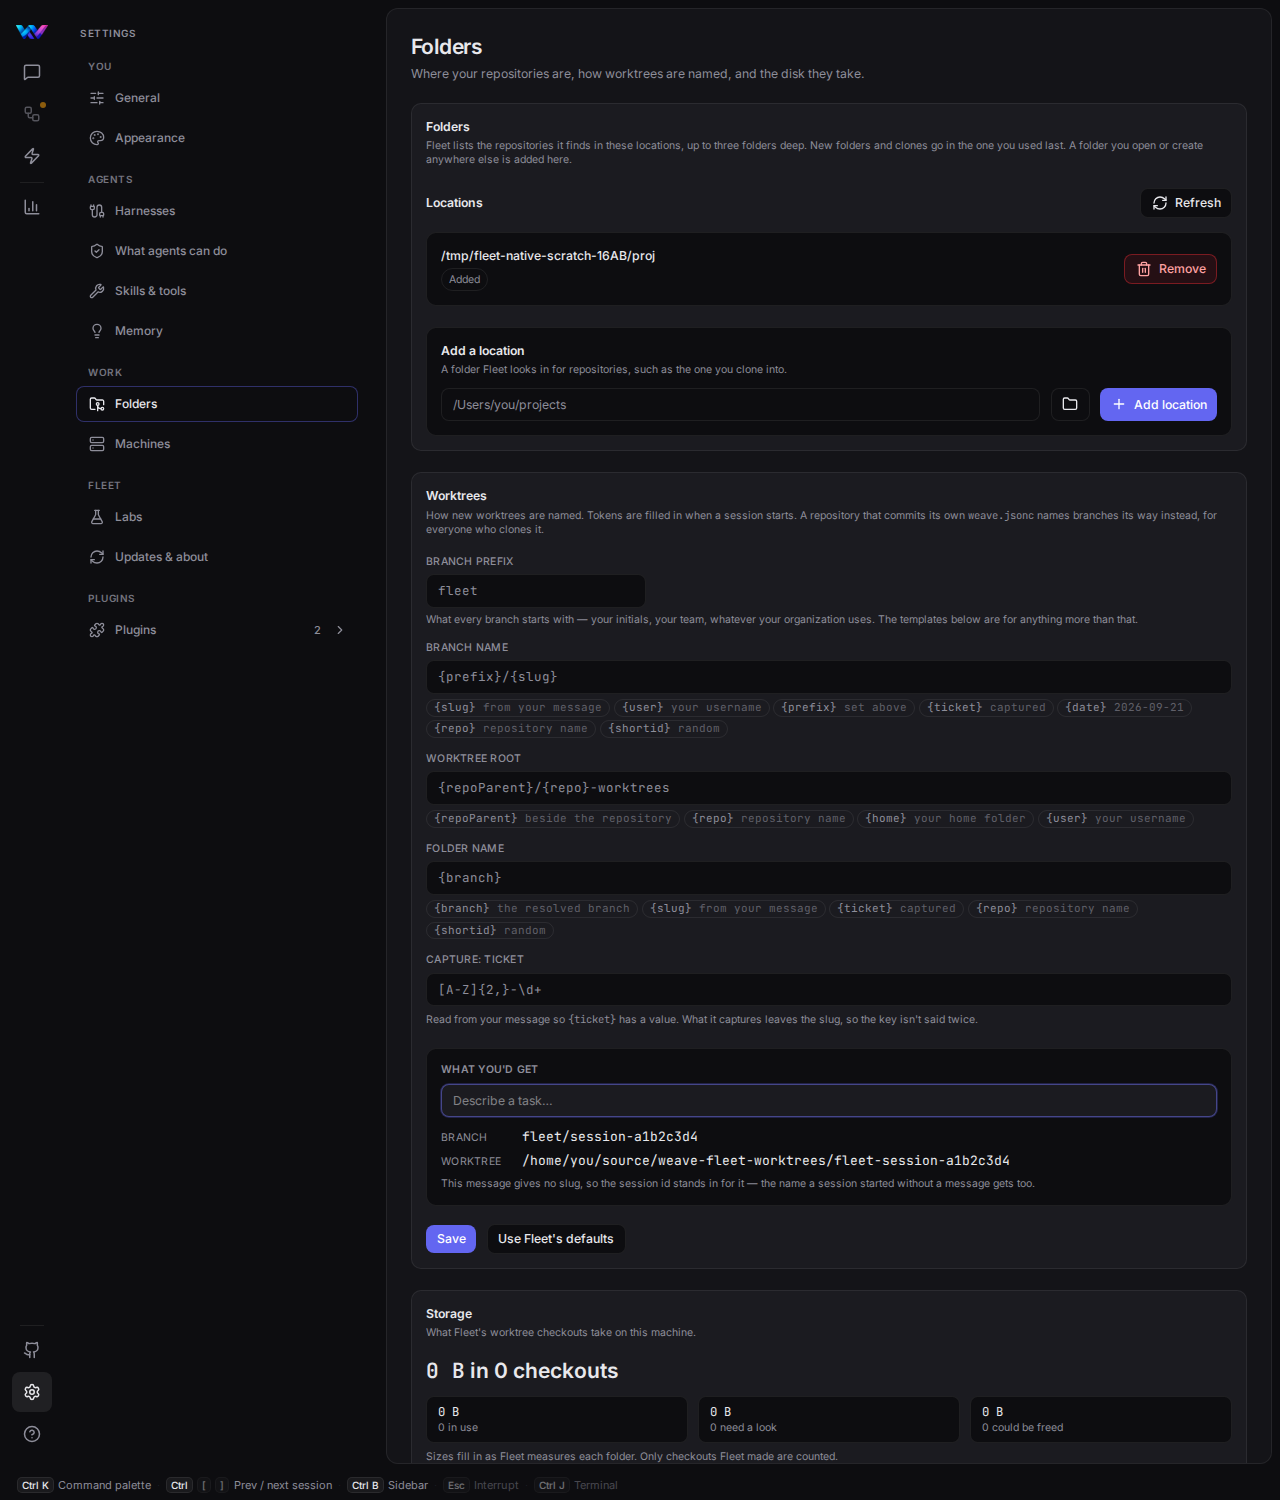 SETTINGS
YOU
General
Appearance
AGENTS
Harnesses
What agents can do
Skills & tools
Memory
WORK
Folders
Machines
FLEET
Labs
Updates & about
PLUGINS
Plugins 2
Folders
Where your repositories are, how worktrees are named, and the disk they take.
Folders
Fleet lists the repositories it finds in these locations, up to three folders deep. New folders and clones go in the one you used last. A folder you open or create
anywhere else is added here.
Locations
Refresh
/tmp/fleet-native-scratch-16AB/proj
Added
Remove
Add a location
A folder Fleet looks in for repositories, such as the one you clone into.
/Users/you/projects
Add location
Worktrees
How new worktrees are named. Tokens are filled in when a session starts. A repository that commits its own weave.jsonc names branches its way instead, for
everyone who clones it.
BRANCH PREFIX
fleet
What every branch starts with — your initials, your team, whatever your organization uses. The templates below are for anything more than that.
BRANCH NAME
{prefix}/{slug}
{slug} from your message {user} your username {prefix} set above {ticket} captured {date} 2026-09-21
{repo} repository name {shortid} random
WORKTREE ROOT
{repoParent}/{repo}-worktrees
{repoParent} beside the repository {repo} repository name {home} your home folder {user} your username
FOLDER NAME
{branch}
{branch} the resolved branch {slug} from your message {ticket} captured {repo} repository name
{shortid} random
CAPTURE: TICKET
[A-Z]{2,}-\d+
Read from your message so {ticket} has a value. What it captures leaves the slug, so the key isn't said twice.
WHAT YOU'D GET
Describe a task...
BRANCH fleet/session-a1b2c3d4
WORKTREE /home/you/source/weave-fleet-worktrees/fleet-session-a1b2c3d4
This message gives no slug, so the session id stands in for it — the name a session started without a message gets too.
Save
Use Fleet's defaults
Storage
What Fleet's worktree checkouts take on this machine.
0 B in 0 checkouts
0 B
0 in use
0 B
0 need a look
0 B
0 could be freed
Sizes fill in as Fleet measures each folder. Only checkouts Fleet made are counted.
Ctrl K Command palette Ctrl [ ] Prev / next session Ctrl B Sidebar Esc Interrupt Ctrl J Terminal